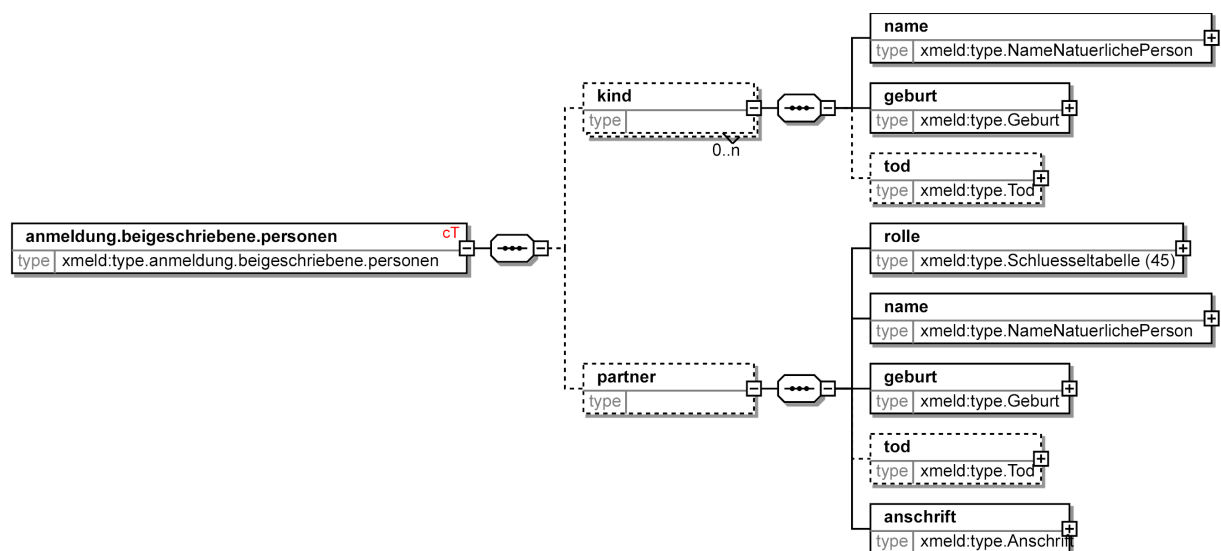 anmeldung.beigeschriebene.personen cT
type xmeld:type.anmeldung.beigeschriebene.personen
kind
type
0..n
name
type xmeld:type.NameNatuerlichePerson
geburt
type xmeld:type.Geburt
tod
type xmeld:type.Tod
partner
type
rolle
type xmeld:type.Schluesseltabelle (45)
name
type xmeld:type.NameNatuerlichePerson
geburt
type xmeld:type.Geburt
tod
type xmeld:type.Tod
anschrift
type xmeld:type.Anschrift